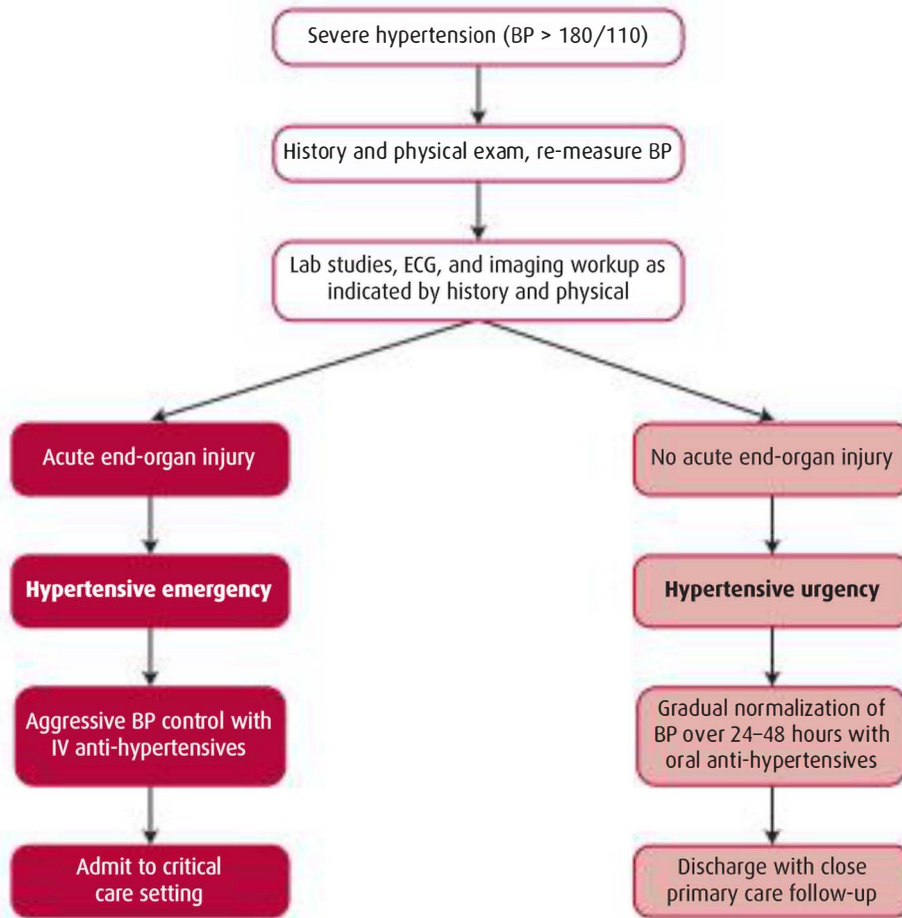 Severe hypertension (BP > 180/110)
History and physical exam, re-measure BP
Lab studies, ECG, and imaging workup as
indicated by history and physical
Acute end-organ injury
Hypertensive emergency
Aggressive BP control with
IV anti-hypertensives
Admit to critical
care setting
No acute end-organ injury
Hypertensive urgency
Gradual normalization of
BP over 24–48 hours with
oral anti-hypertensives
Discharge with close
primary care follow-up